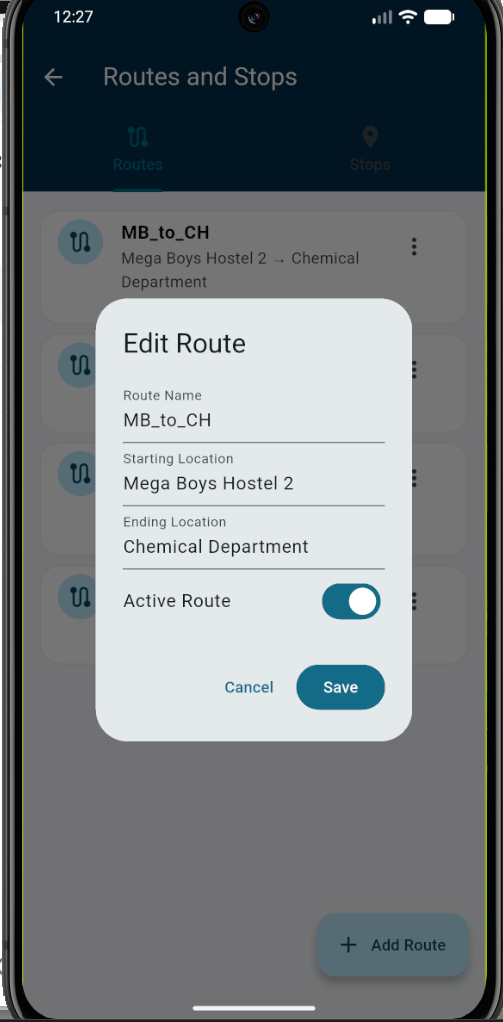 12:27
Routes and Stops
Routes
Stops
MB_to_CH
Mega Boys Hostel 2 → Chemical
Department
Edit Route
Route Name
MB_to_CH
Starting Location
Mega Boys Hostel 2
Ending Location
Chemical Department
Active Route
Cancel
Save
+ Add Route